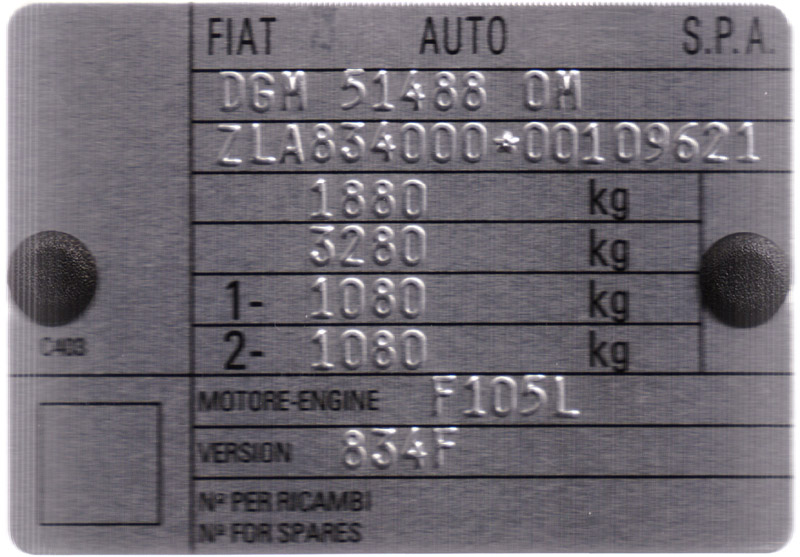 FIAT AUTO S.P.A.
DGM 51488 OM
ZLA834000*00109621
1880 kg
3280 kg
1- 1080 kg
2- 1080 kg
C403
MOTORE-ENGINE F105L
VERSION 834F
Nº PER RICAMBI
Nº FOR SPARES